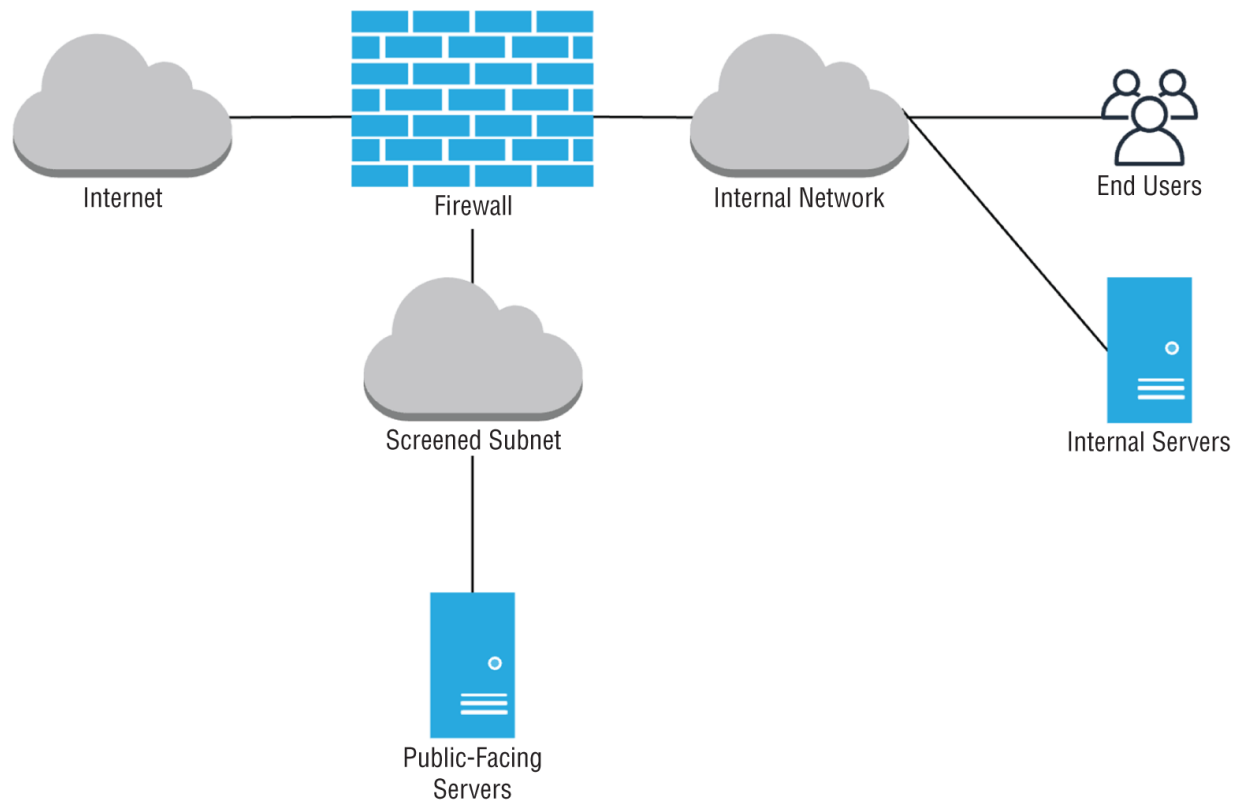 Internet
Firewall
Internal Network
End Users
Screened Subnet
Internal Servers
Public-Facing
Servers